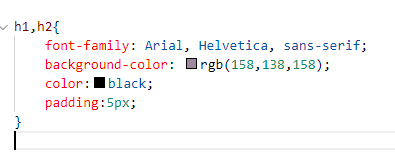 h1,h2{
font-family: Arial, Helvetica, sans-serif;
background-color: rgb(158,138,158);
color:black;
padding:5px;
}